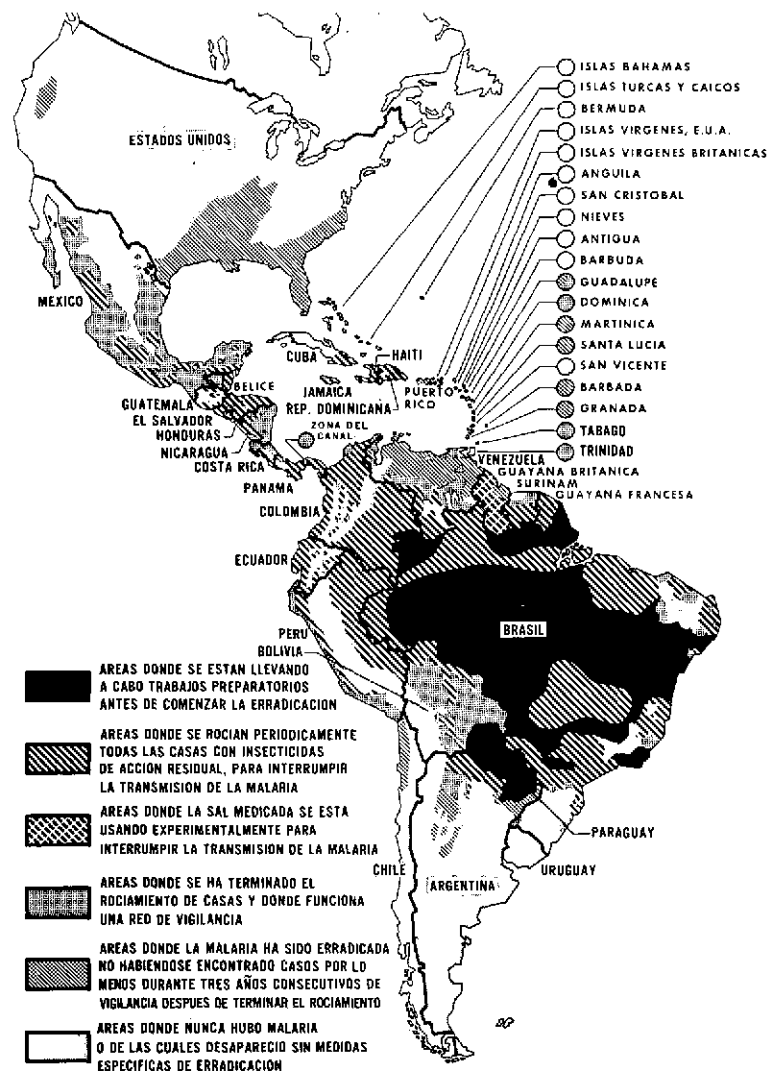 ISLAS BAHAMAS
ISLAS TURCAS Y CAICOS
BERMUDA
ISLAS VIRGENES, E.U.A.
ISLAS VIRGENES BRITANICAS
ANGUILA
SAN CRISTOBAL
NIEVES
ANTIGUA
BARBUDA
GUADALUPE
DOMINICA
MARTINICA
SANTA LUCIA
SAN VICENTE
BARBADA
GRANADA
TABAGO
TRINIDAD
ESTADOS UNIDOS
MEXICO
CUBA
HAITI
BELICE
JAMAICA
PUERTO
RICO
REP. DOMINICANA
GUATEMALA
EL SALVADOR
HONDURAS
NICARAGUA
COSTA RICA
ZONA DEL
CANAL
PANAMA
VENEZUELA
GUAYANA BRITANICA
SURINAM
GUAYANA FRANCESA
COLOMBIA
ECUADOR
BRASIL
PERU
BOLIVIA
PARAGUAY
CHILE
URUGUAY
ARGENTINA
AREAS DONDE SE ESTAN LLEVANDO
A CABO TRABAJOS PREPARATORIOS
ANTES DE COMENZAR LA ERRADICACION
AREAS DONDE SE ROCIAN PERIODICAMENTE
TODAS LAS CASAS CON INSECTICIDAS
DE ACCION RESIDUAL, PARA INTERRUMPIR
LA TRANSMISION DE LA MALARIA
AREAS DONDE LA SAL MEDICADA SE ESTA
USANDO EXPERIMENTALMENTE PARA
INTERRUMPIR LA TRANSMISION DE LA MALARIA
AREAS DONDE SE HA TERMINADO EL
ROCIAMIENTO DE CASAS Y DONDE FUNCIONA
UNA RED DE VIGILANCIA
AREAS DONDE LA MALARIA HA SIDO ERRADICADA
NO HABIENDOSE ENCONTRADO CASOS POR LO
MENOS DURANTE TRES AÑOS CONSECUTIVOS DE
VIGILANCIA DESPUES DE TERMINAR EL ROCIAMIENTO
AREAS DONDE NUNCA HUBO MALARIA
O DE LAS CUALES DESAPARECIO SIN MEDIDAS
ESPECIFICAS DE ERRADICACION